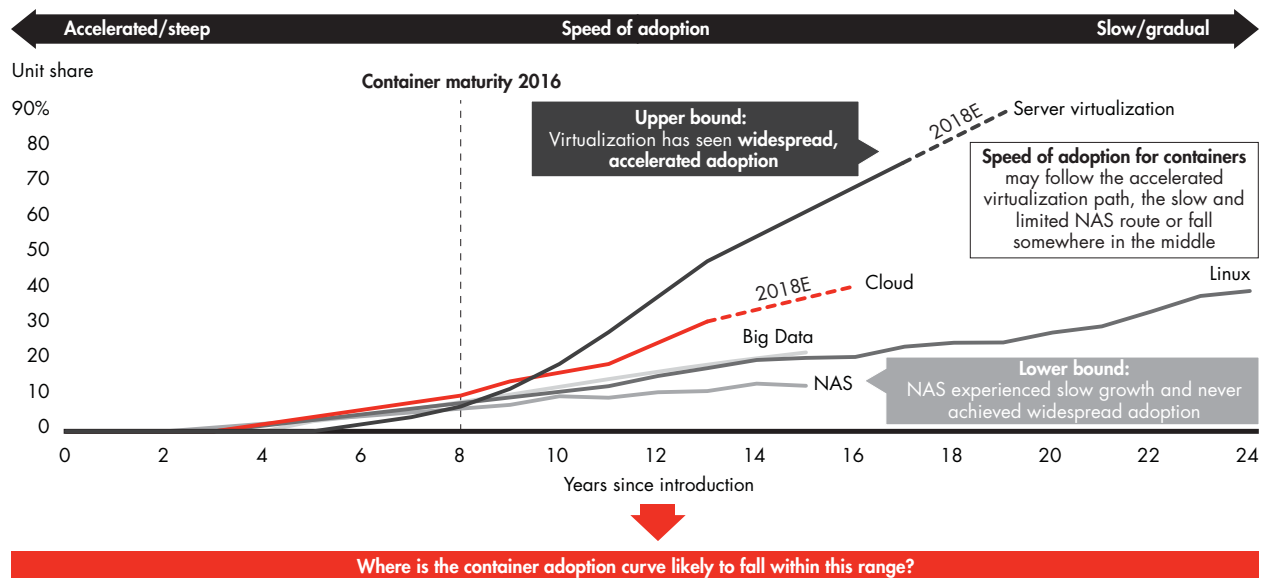 Accelerated/steep
Speed of adoption
Slow/gradual
Unit share
Container maturity 2016
90%
80
70
60
50
40
30
20
10
0
Upper bound:
Virtualization has seen widespread,
accelerated adoption
2018E
Server virtualization
Speed of adoption for containers
may follow the accelerated
virtualization path, the slow and
limited NAS route or fall
somewhere in the middle
2018E
Cloud
Linux
Big Data
NAS
Lower bound:
NAS experienced slow growth and never
achieved widespread adoption
0 2 4 6 8 10 12 14 16 18 20 22 24
Years since introduction
Where is the container adoption curve likely to fall within this range?